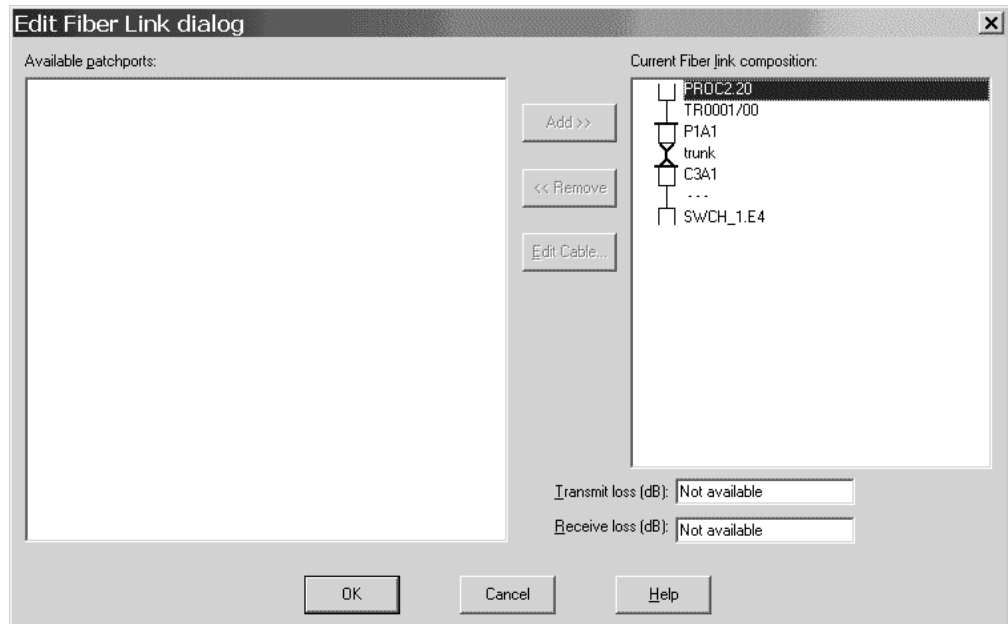 Edit Fiber Link dialog
Available patchports:
Current Fiber link composition:
PROC2.20
TR0001/00
P1A1
trunk
C3A1
- - -
SWCH_1.E4
Add >>
<< Remove
Edit Cable...
Transmit loss (dB): Not available
Receive loss (dB): Not available
OK Cancel Help